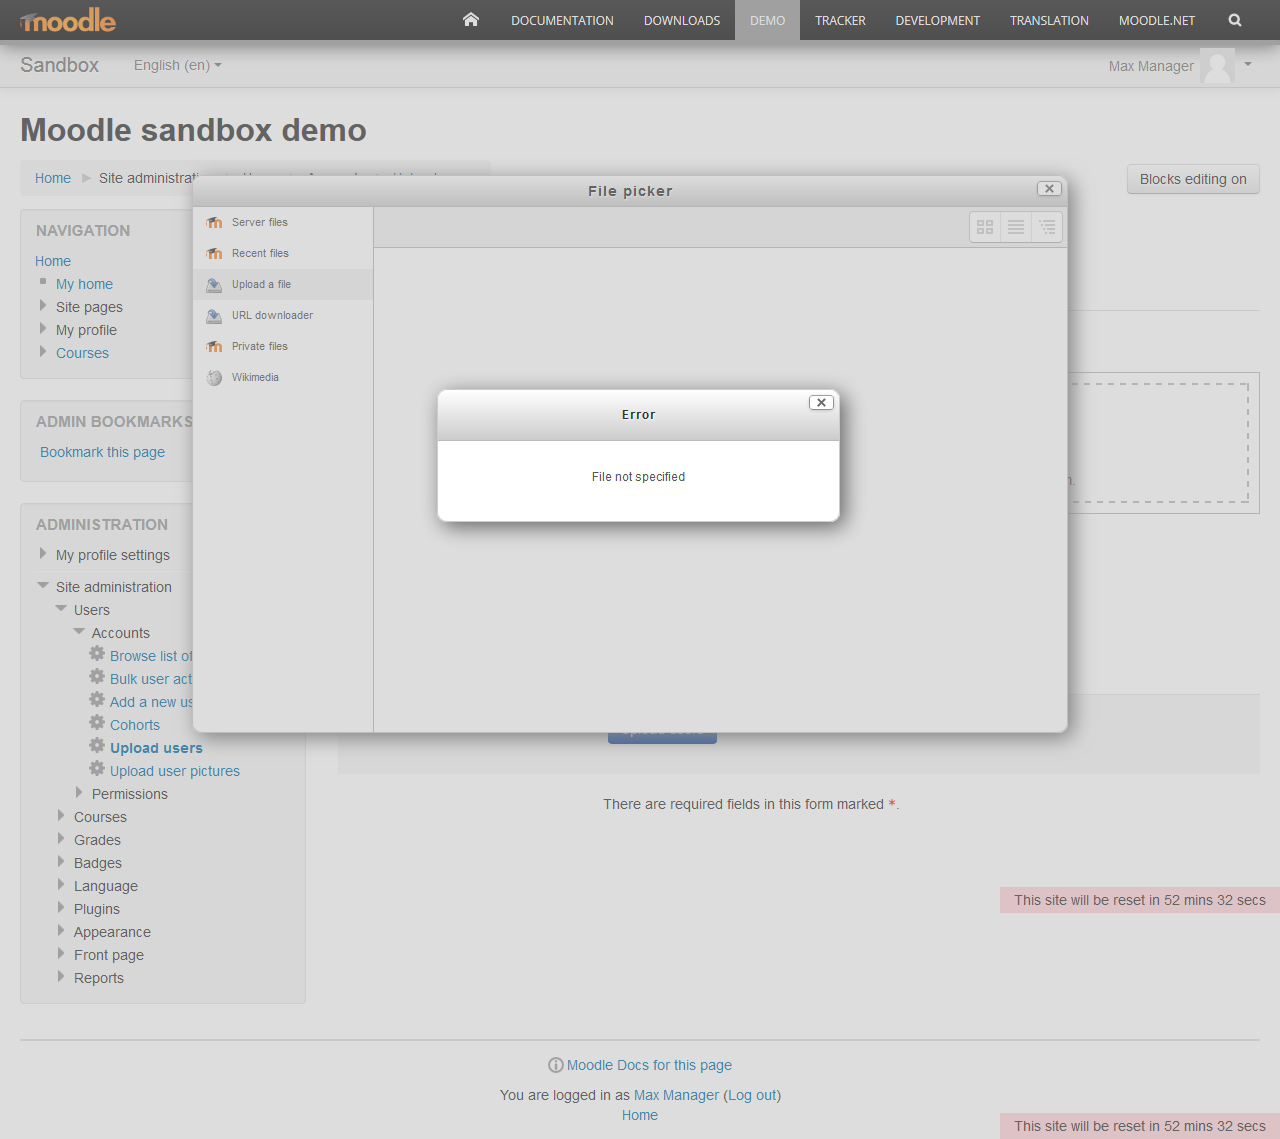 moodle
DOCUMENTATION DOWNLOADS DEMO TRACKER DEVELOPMENT TRANSLATION MOODLE.NET
Sandbox English (en) Max Manager
Moodle sandbox demo
Home Site administrati
Blocks editing on
File picker
Server files
Recent files
Upload a file
URL downloader
Private files
Wikimedia
Error
File not specified
NAVIGATION
Home
My home
Site pages
My profile
Courses
ADMIN BOOKMARKS
Bookmark this page
ADMINISTRATION
My profile settings
Site administration
Users
Accounts
Browse list of
Bulk user act
Add a new us
Cohorts
Upload users
Upload user pictures
Permissions
Courses
Grades
Badges
Language
Plugins
Appearance
Front page
Reports
There are required fields in this form marked *.
This site will be reset in 52 mins 32 secs
Moodle Docs for this page
You are logged in as Max Manager (Log out)
Home
This site will be reset in 52 mins 32 secs